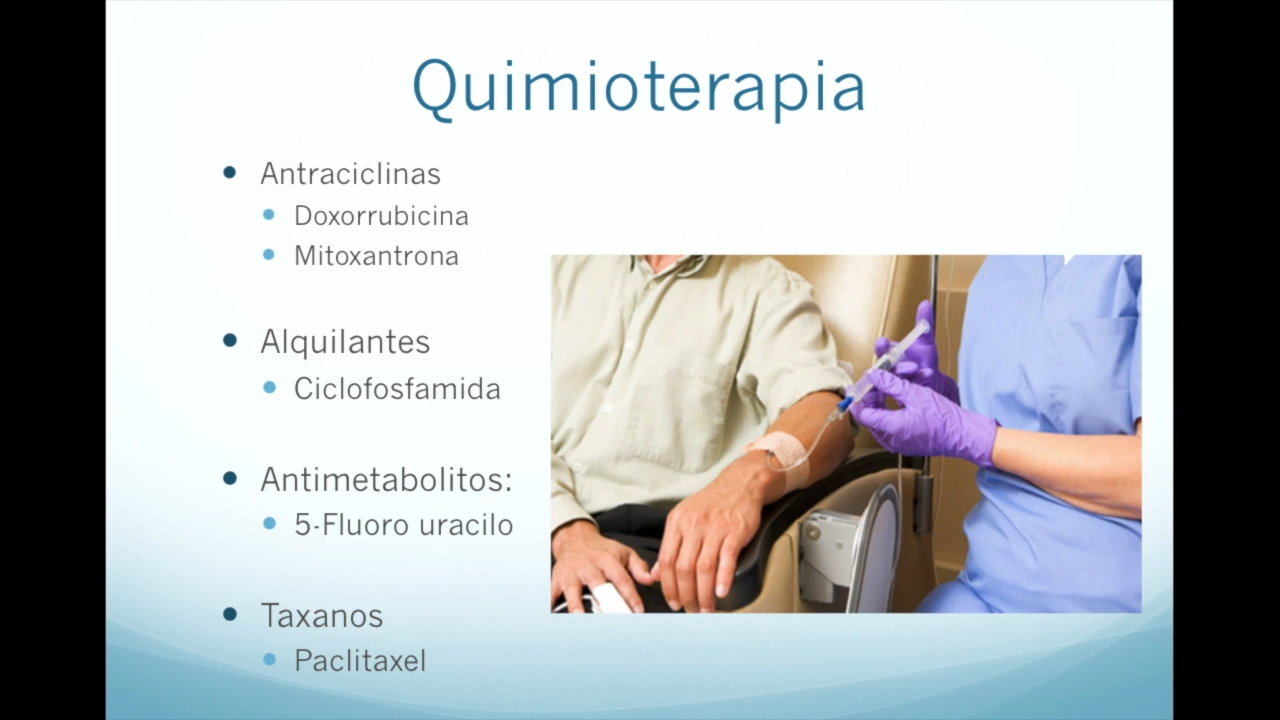 Quimioterapia
Antraciclinas
Doxorrubicina
Mitoxantrona
Alquilantes
Ciclofosfamida
Antimetabolitos:
5-Fluoro uracilo
Taxanos
Paclitaxel